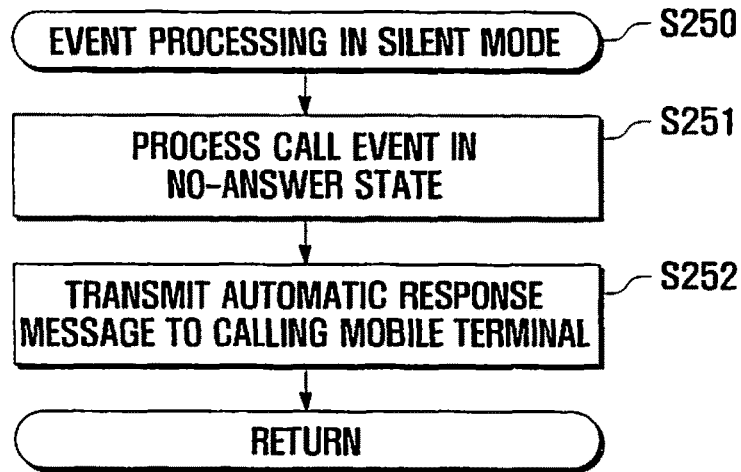 EVENT PROCESSING IN SILENT MODE
S250
PROCESS CALL EVENT IN
NO-ANSWER STATE
S251
TRANSMIT AUTOMATIC RESPONSE
MESSAGE TO CALLING MOBILE TERMINAL
S252
RETURN